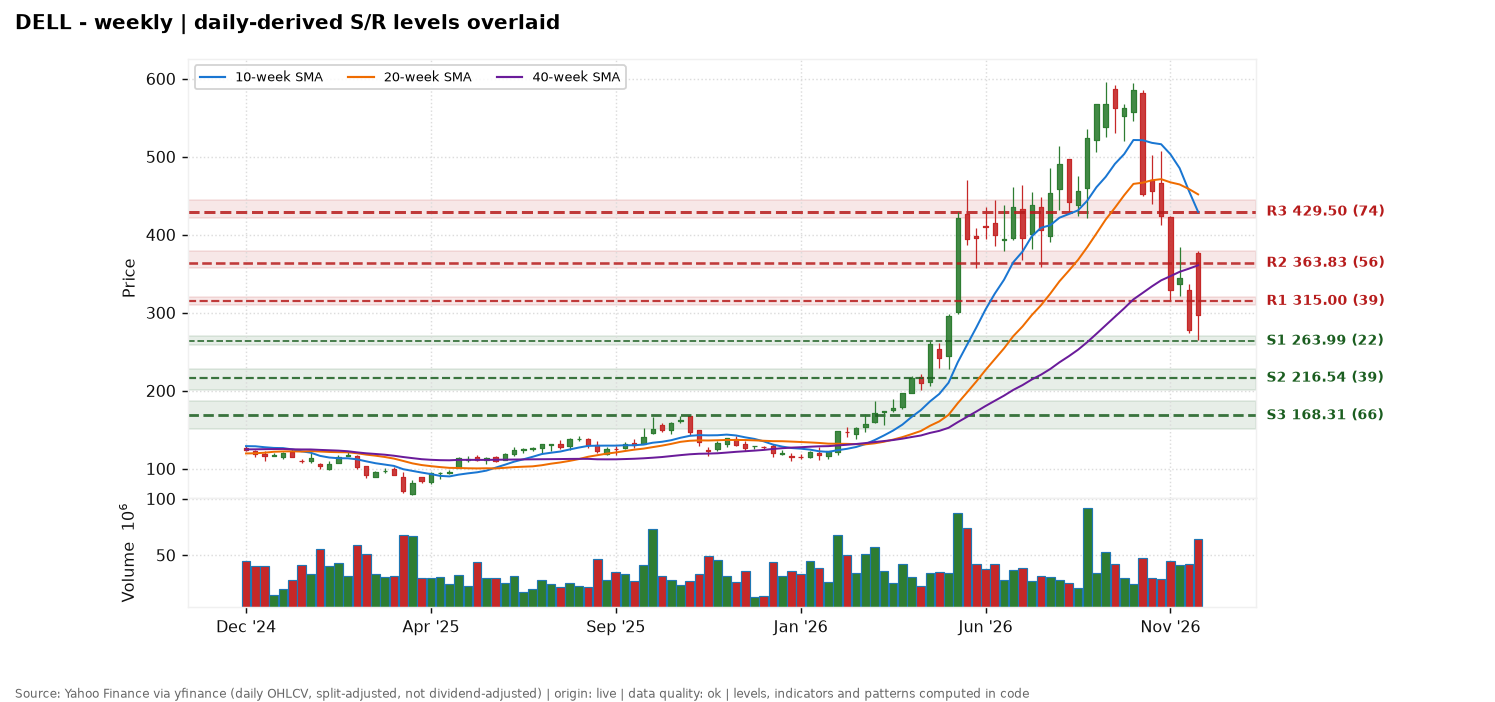 DELL - weekly | daily-derived S/R levels overlaid
10-week SMA 20-week SMA 40-week SMA
600
500
400
300
200
100
Price
R3 429.50 (74)
R2 363.83 (56)
R1 315.00 (39)
S1 263.99 (22)
S2 216.54 (39)
S3 168.31 (66)
100
50
Volume 10⁶
Dec '24 Apr '25 Sep '25 Jan '26 Jun '26 Nov '26
Source: Yahoo Finance via yfinance (daily OHLCV, split-adjusted, not dividend-adjusted) | origin: live | data quality: ok | levels, indicators and patterns computed in code